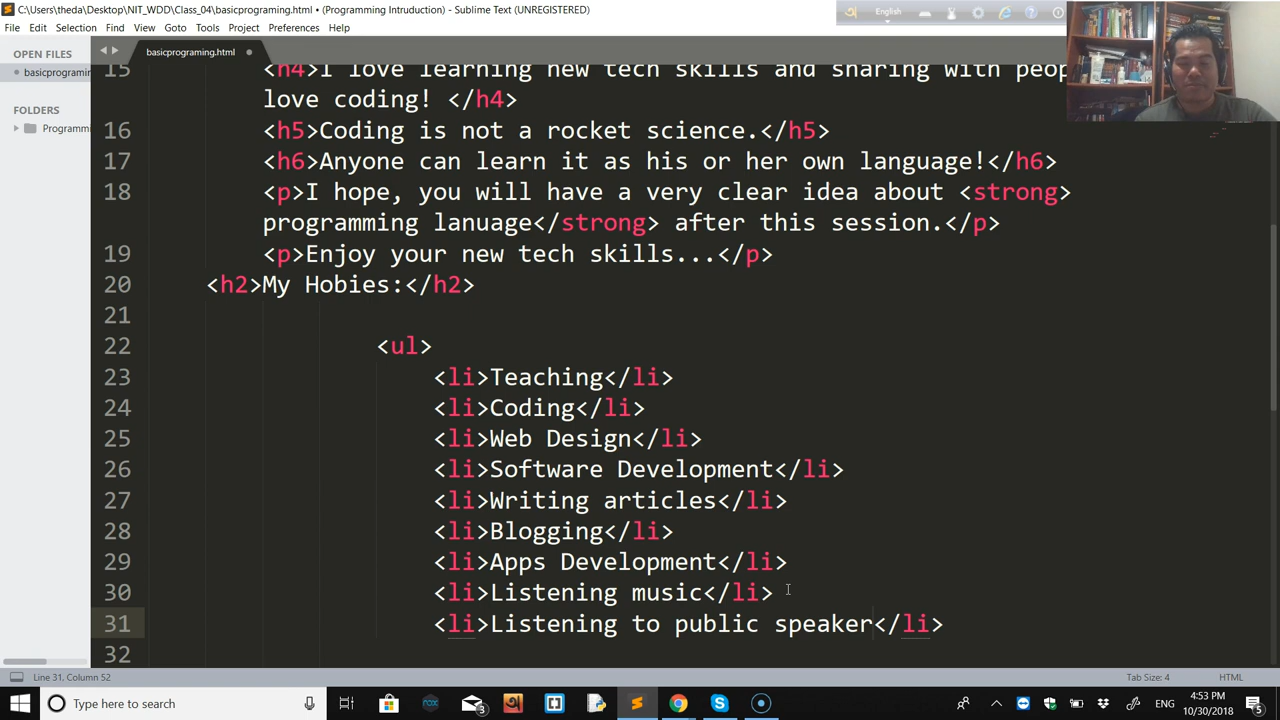 C:\Users\theda\Desktop\NIT_WDD\Class_04\basicprograming.html • (Programming Intruduction) - Sublime Text (UNREGISTERED)
English
File Edit Selection Find View Goto Tools Project Preferences Help
OPEN FILES
basicprograming.html
basicprograming
FOLDERS
Programm
15 <h4>I love learning new tech skills and sharing with peop
love coding! </h4>
16 <h5>Coding is not a rocket science.</h5>
17 <h6>Anyone can learn it as his or her own language!</h6>
18 <p>I hope, you will have a very clear idea about <strong>
programming lanuage</strong> after this session.</p>
19 <p>Enjoy your new tech skills...</p>
20 <h2>My Hobies:</h2>
21
22 <ul>
23 <li>Teaching</li>
24 <li>Coding</li>
25 <li>Web Design</li>
26 <li>Software Development</li>
27 <li>Writing articles</li>
28 <li>Blogging</li>
29 <li>Apps Development</li>
30 <li>Listening music</li>
31 <li>Listening to public speaker</li>
32
Line 31, Column 52 Tab Size: 4 HTML
Type here to search
3
ENG
4:53 PM
10/30/2018
5